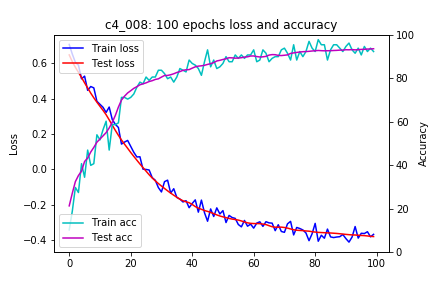 c4_008: 100 epochs loss and accuracy
Train loss
Test loss
Train acc
Test acc
Loss
0.6
0.4
0.2
0.0
−0.2
−0.4
Accuracy
100
80
60
40
20
0
0
20
40
60
80
100